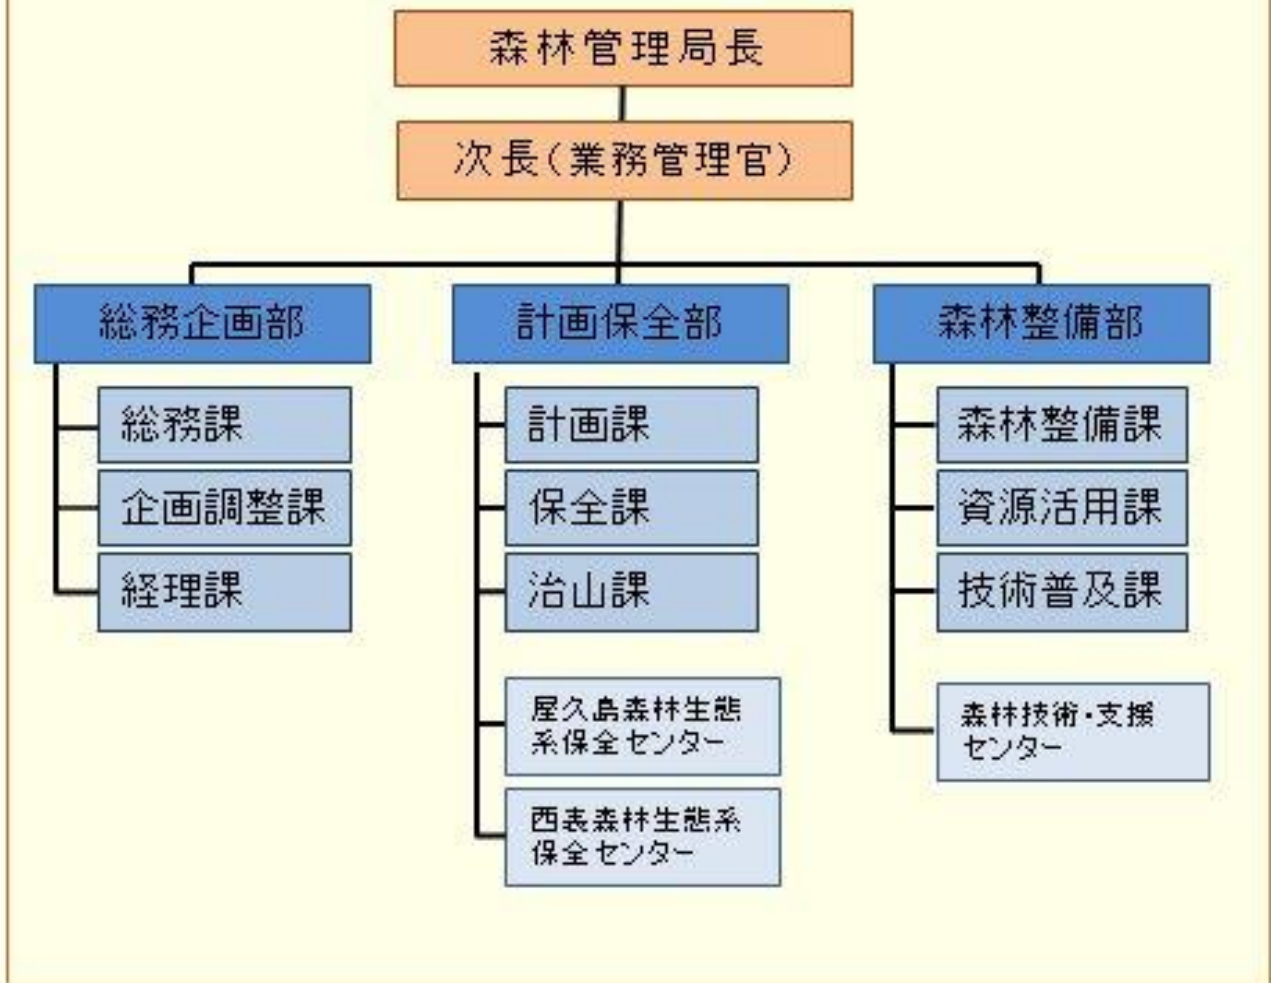 森林管理局長
次長(業務管理官)
総務企画部
総務課
企画調整課
経理課
計画保全部
計画課
保全課
治山課
屋久島森林生態
系保全センター
西表森林生態系
保全センター
森林整備部
森林整備課
資源活用課
技術普及課
森林技術・支援
センター